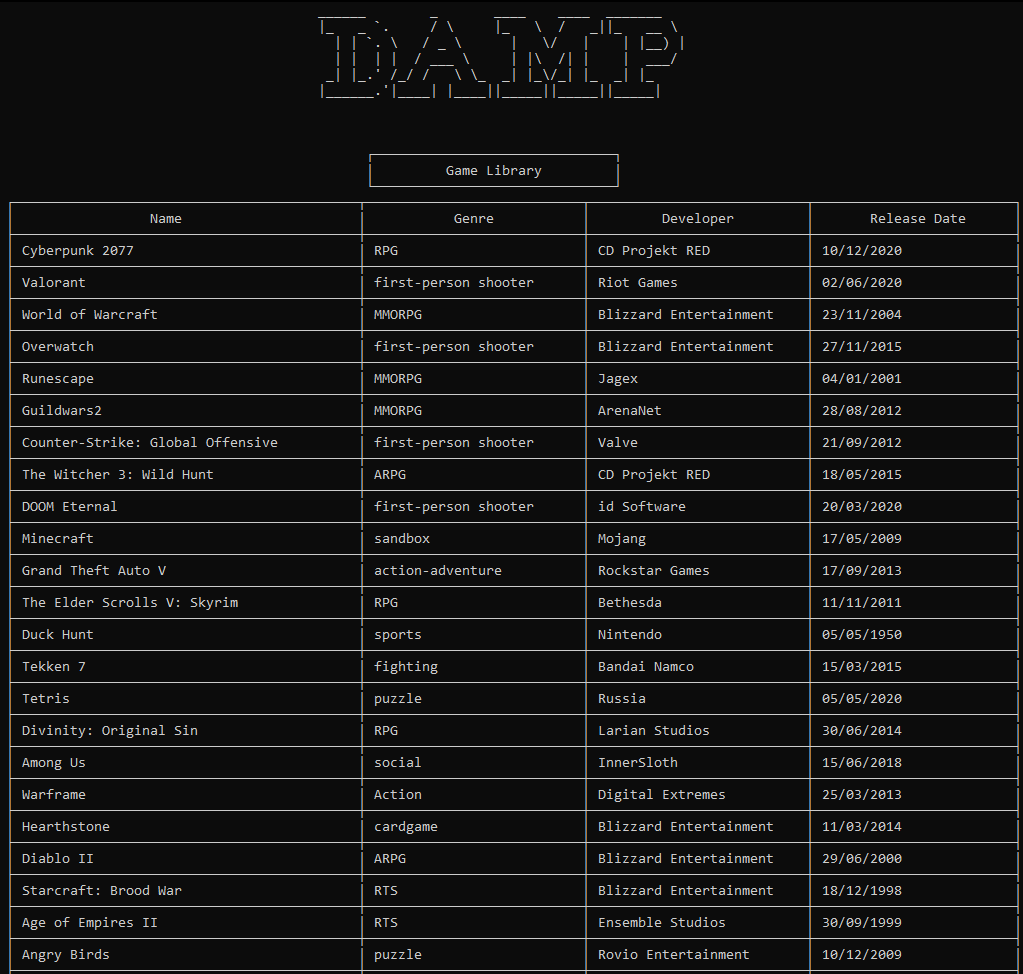 DAMP
Game Library
Name Genre Developer Release Date
Cyberpunk 2077 RPG CD Projekt RED 10/12/2020
Valorant first-person shooter Riot Games 02/06/2020
World of Warcraft MMORPG Blizzard Entertainment 23/11/2004
Overwatch first-person shooter Blizzard Entertainment 27/11/2015
Runescape MMORPG Jagex 04/01/2001
Guildwars2 MMORPG ArenaNet 28/08/2012
Counter-Strike: Global Offensive first-person shooter Valve 21/09/2012
The Witcher 3: Wild Hunt ARPG CD Projekt RED 18/05/2015
DOOM Eternal first-person shooter id Software 20/03/2020
Minecraft sandbox Mojang 17/05/2009
Grand Theft Auto V action-adventure Rockstar Games 17/09/2013
The Elder Scrolls V: Skyrim RPG Bethesda 11/11/2011
Duck Hunt sports Nintendo 05/05/1950
Tekken 7 fighting Bandai Namco 15/03/2015
Tetris puzzle Russia 05/05/2020
Divinity: Original Sin RPG Larian Studios 30/06/2014
Among Us social InnerSloth 15/06/2018
Warframe Action Digital Extremes 25/03/2013
Hearthstone cardgame Blizzard Entertainment 11/03/2014
Diablo II ARPG Blizzard Entertainment 29/06/2000
Starcraft: Brood War RTS Blizzard Entertainment 18/12/1998
Age of Empires II RTS Ensemble Studios 30/09/1999
Angry Birds puzzle Rovio Entertainment 10/12/2009